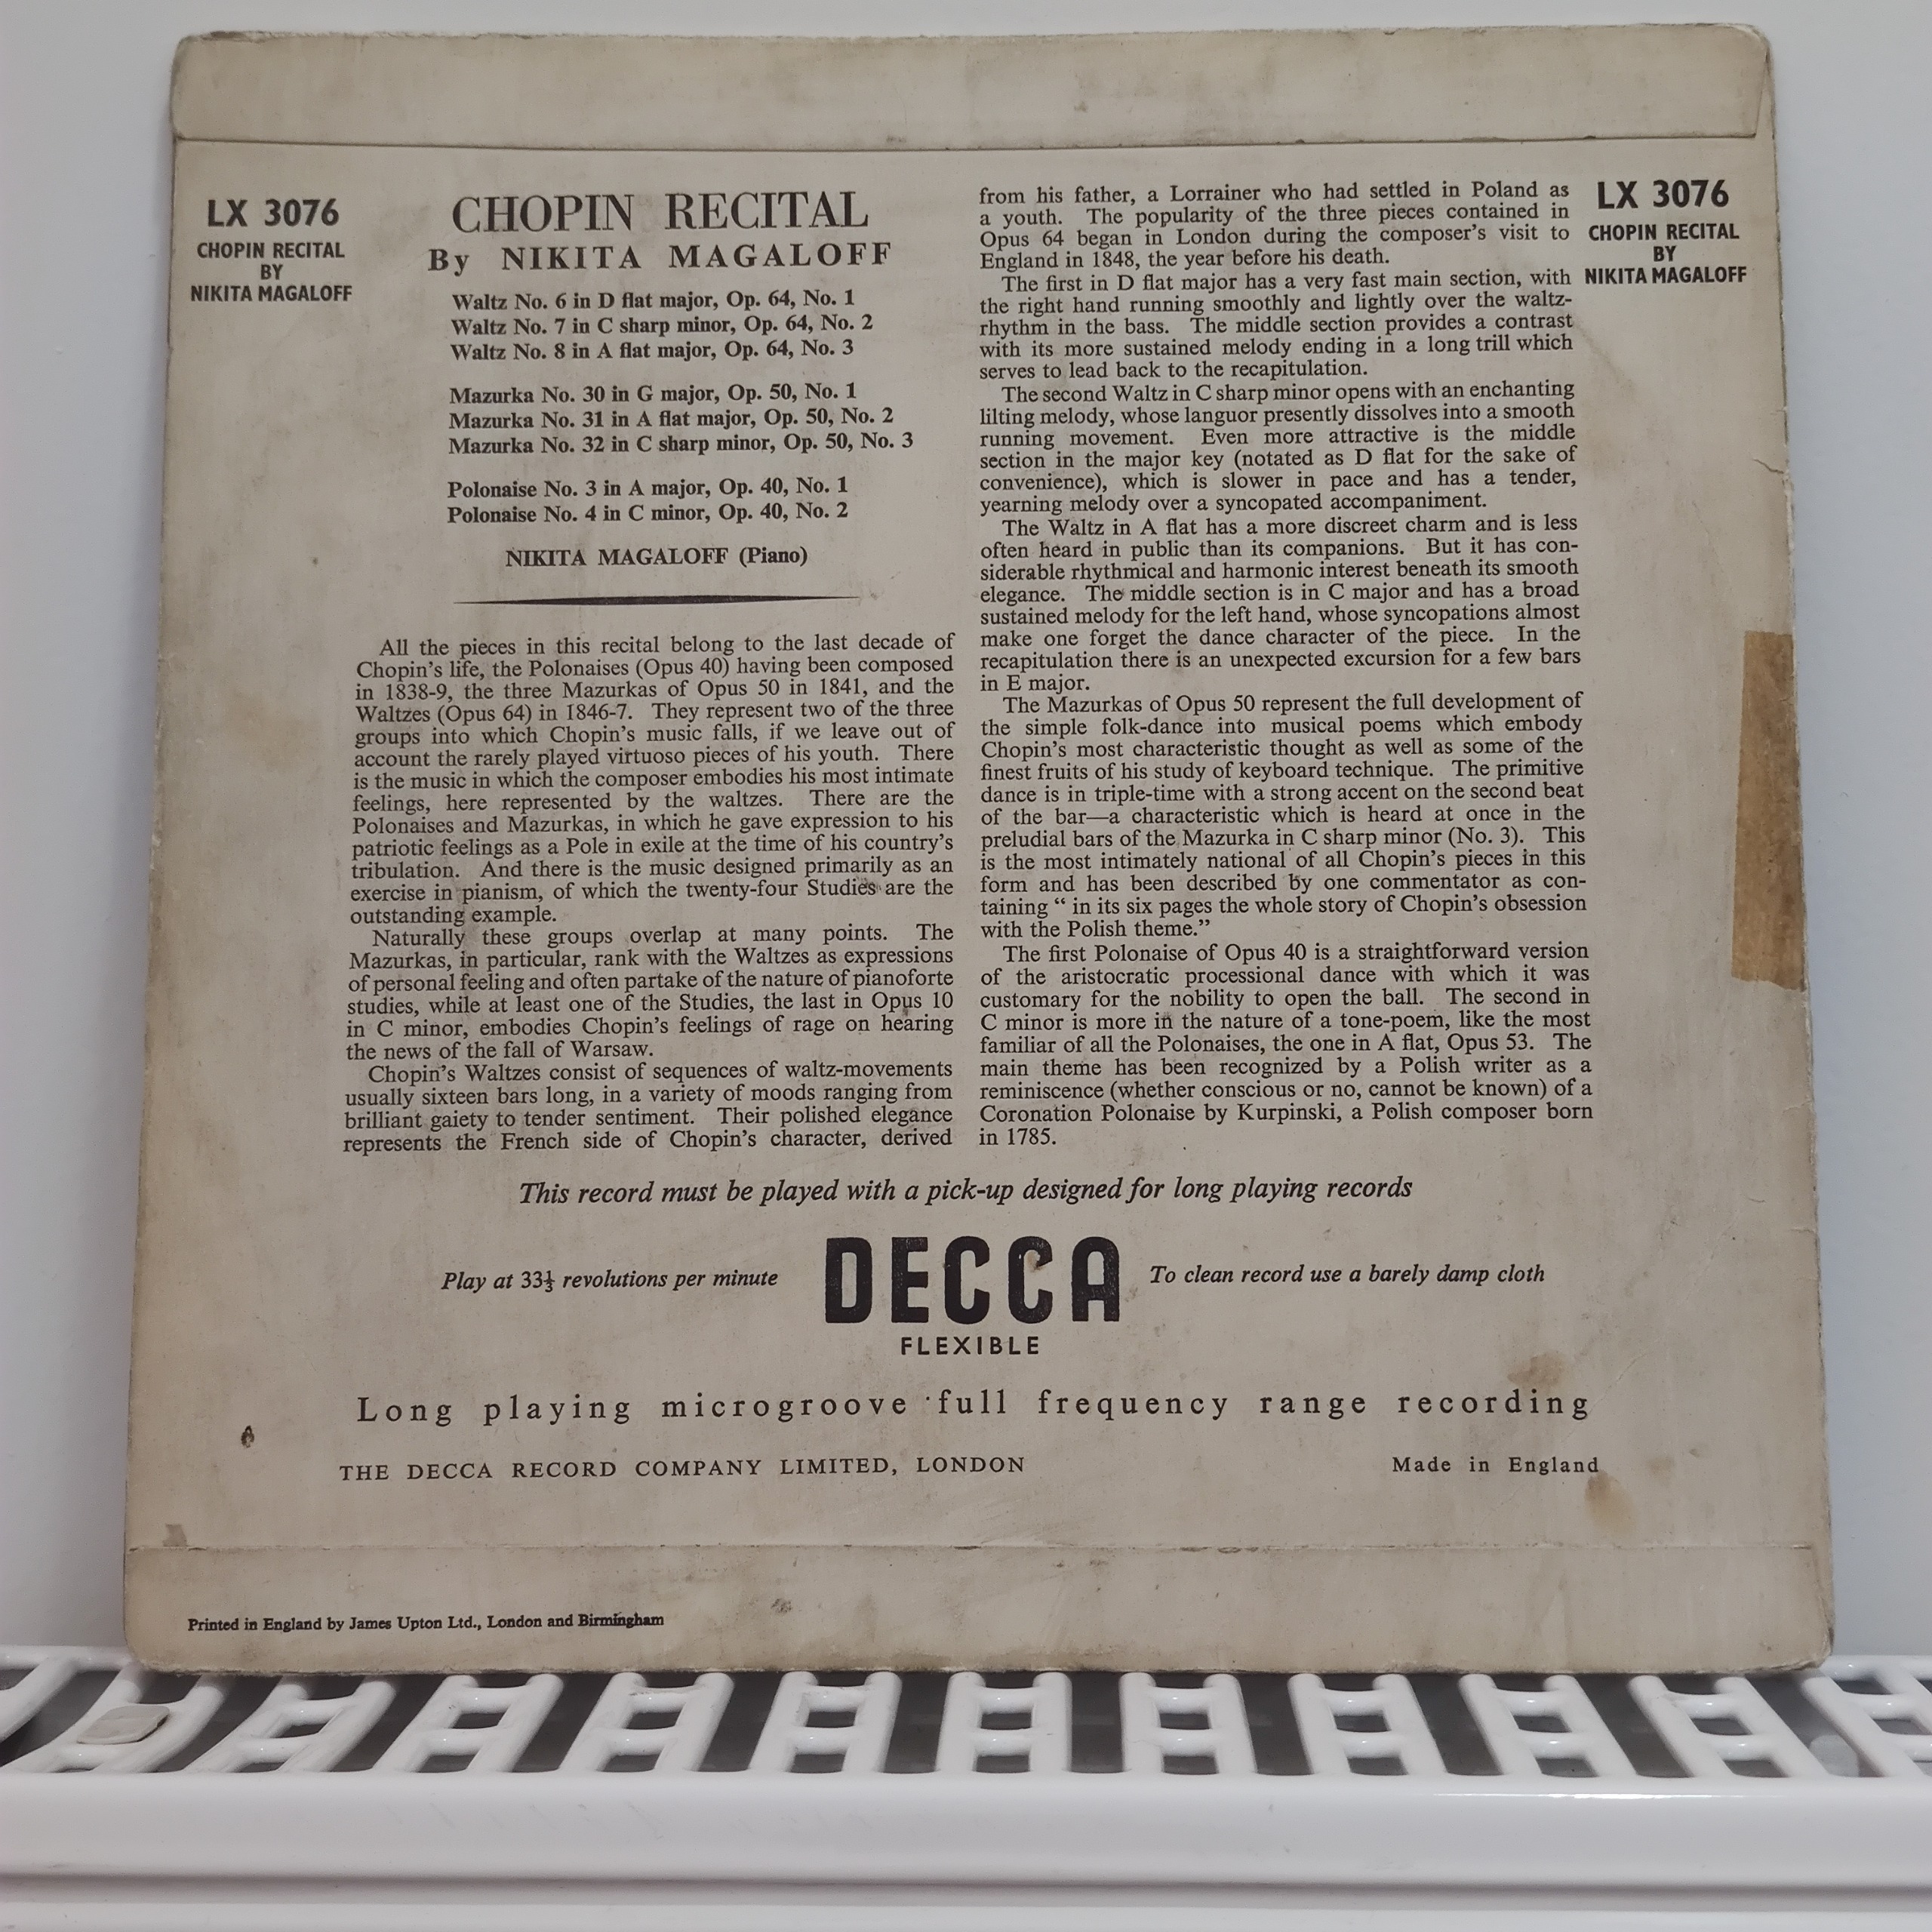 LX 3076
CHOPIN RECITAL
BY
NIKITA MAGALOFF
CHOPIN RECITAL
By NIKITA MAGALOFF
Waltz No. 6 in D flat major, Op. 64, No. 1
Waltz No. 7 in C sharp minor, Op. 64, No. 2
Waltz No. 8 in A flat major, Op. 64, No. 3
Mazurka No. 30 in G major, Op. 50, No. 1
Mazurka No. 31 in A flat major, Op. 50, No. 2
Mazurka No. 32 in C sharp minor, Op. 50, No. 3
Polonaise No. 3 in A major, Op. 40, No. 1
Polonaise No. 4 in C minor, Op. 40, No. 2
NIKITA MAGALOFF (Piano)
All the pieces in this recital belong to the last decade of
Chopin's life, the Polonaises (Opus 40) having been composed
in 1838-9, the three Mazurkas of Opus 50 in 1841, and the
Waltzes (Opus 64) in 1846-7. They represent two of the three
groups into which Chopin's music falls, if we leave out of
account the rarely played virtuoso pieces of his youth. There
is the music in which the composer embodies his most intimate
feelings, here represented by the waltzes. There are the
Polonaises and Mazurkas, in which he gave expression to his
patriotic feelings as a Pole in exile at the time of his country's
tribulation. And there is the music designed primarily as an
exercise in pianism, of which the twenty-four Studies are the
outstanding example.
Naturally these groups overlap at many points. The
Mazurkas, in particular, rank with the Waltzes as expressions
of personal feeling and often partake of the nature of pianoforte
studies, while at least one of the Studies, the last in Opus 10
in C minor, embodies Chopin's feelings of rage on hearing
the news of the fall of Warsaw.
Chopin's Waltzes consist of sequences of waltz-movements
usually sixteen bars long, in a variety of moods ranging from
brilliant gaiety to tender sentiment. Their polished elegance
represents the French side of Chopin's character, derived
from his father, a Lorrainer who had settled in Poland as
a youth. The popularity of the three pieces contained in
Opus 64 began in London during the composer's visit to
England in 1848, the year before his death.
The first in D flat major has a very fast main section, with
the right hand running smoothly and lightly over the waltz-
rhythm in the bass. The middle section provides a contrast
with its more sustained melody ending in a long trill which
serves to lead back to the recapitulation.
The second Waltz in C sharp minor opens with an enchanting
lilting melody, whose languor presently dissolves into a smooth
running movement. Even more attractive is the middle
section in the major key (notated as D flat for the sake of
convenience), which is slower in pace and has a tender,
yearning melody over a syncopated accompaniment.
The Waltz in A flat has a more discreet charm and is less
often heard in public than its companions. But it has con-
siderable rhythmical and harmonic interest beneath its smooth
elegance. The middle section is in C major and has a broad
sustained melody for the left hand, whose syncopations almost
make one forget the dance character of the piece. In the
recapitulation there is an unexpected excursion for a few bars
in E major.
The Mazurkas of Opus 50 represent the full development of
the simple folk-dance into musical poems which embody
Chopin's most characteristic thought as well as some of the
finest fruits of his study of keyboard technique. The primitive
dance is in triple-time with a strong accent on the second beat
of the bar—a characteristic which is heard at once in the
preludial bars of the Mazurka in C sharp minor (No. 3). This
is the most intimately national of all Chopin's pieces in this
form and has been described by one commentator as con-
taining “ in its six pages the whole story of Chopin's obsession
with the Polish theme.”
The first Polonaise of Opus 40 is a straightforward version
of the aristocratic processional dance with which it was
customary for the nobility to open the ball. The second in
C minor is more in the nature of a tone-poem, like the most
familiar of all the Polonaises, the one in A flat, Opus 53. The
main theme has been recognized by a Polish writer as a
reminiscence (whether conscious or no, cannot be known) of a
Coronation Polonaise by Kurpinski, a Polish composer born
in 1785.
LX 3076
CHOPIN RECITAL
BY
NIKITA MAGALOFF
This record must be played with a pick-up designed for long playing records
Play at 33⅓ revolutions per minute
DECCA
FLEXIBLE
To clean record use a barely damp cloth
Long playing microgroove full frequency range recording
THE DECCA RECORD COMPANY LIMITED, LONDON
Made in England
Printed in England by James Upton Ltd., London and Birmingham